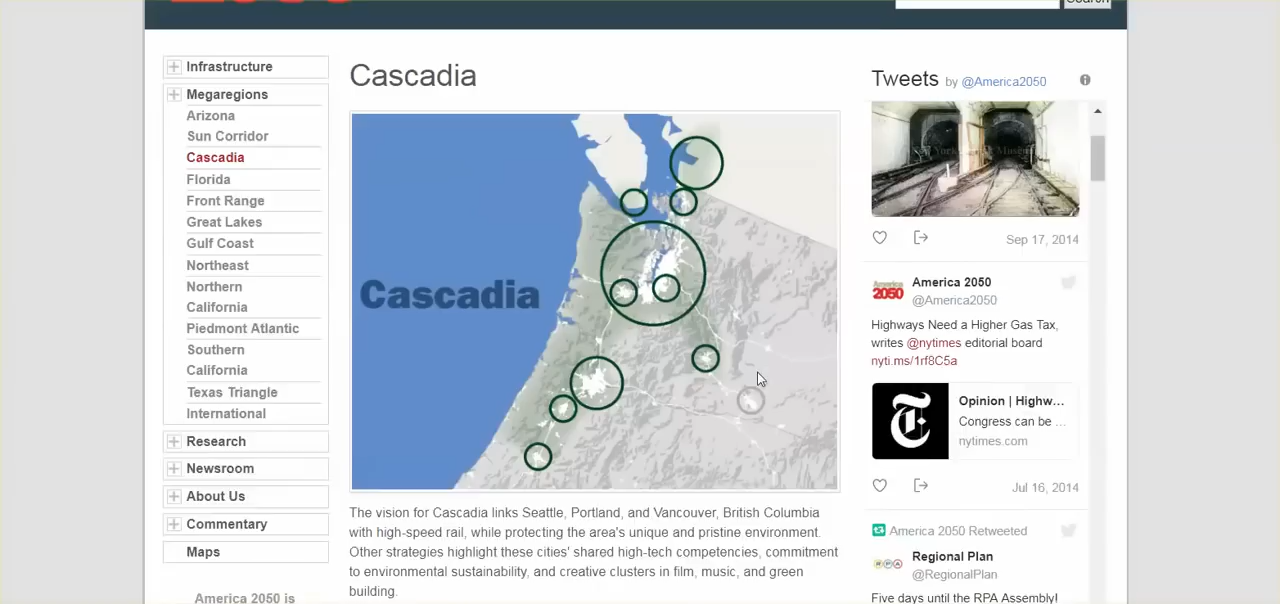 Infrastructure
Megaregions
Arizona
Sun Corridor
Cascadia
Florida
Front Range
Great Lakes
Gulf Coast
Northeast
Northern
California
Piedmont Atlantic
Southern
California
Texas Triangle
International
Research
Newsroom
About Us
Commentary
Maps
America 2050 is
Cascadia
Cascadia
The vision for Cascadia links Seattle, Portland, and Vancouver, British Columbia
with high-speed rail, while protecting the area's unique and pristine environment.
Other strategies highlight these cities' shared high-tech competencies, commitment
to environmental sustainability, and creative clusters in film, music, and green
building.
Search
Tweets by @America2050
Sep 17, 2014
America 2050
@America2050
AMERICA
2050
Highways Need a Higher Gas Tax,
writes @nytimes editorial board
nyti.ms/1rf8C5a
Opinion | Highw...
Congress can be ...
nytimes.com
Jul 16, 2014
America 2050 Retweeted
Regional Plan
@RegionalPlan
RPA
Five days until the RPA Assembly!